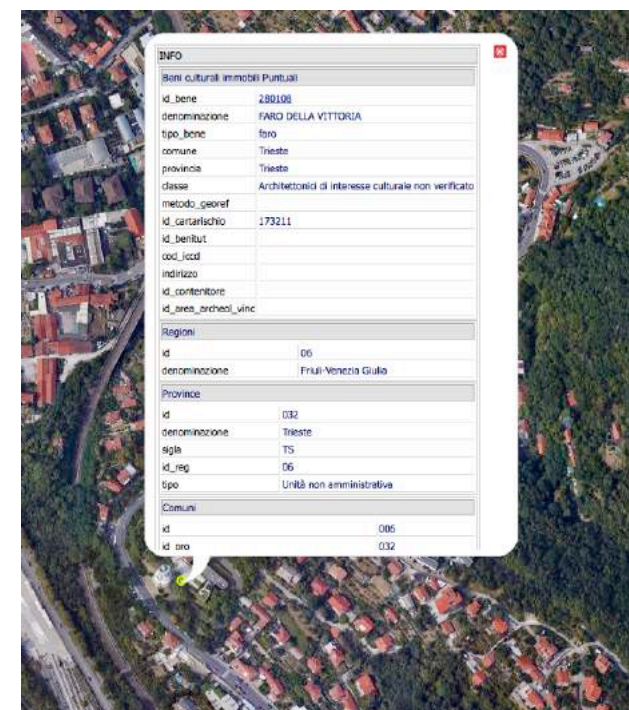 INFO
Beni culturali immobili Puntuali
id_bene 280108
denominazione FARO DELLA VITTORIA
tipo_bene faro
comune Trieste
provincia Trieste
classe Architettonici di interesse culturale non verificato
metodo_georef
id_cartarischio 173211
id_benitut
cod_iccd
indirizzo
id_contenitore
id_area_archeol_vinc
Regioni
id 06
denominazione Friuli-Venezia Giulia
Province
id 032
denominazione Trieste
sigla TS
id_reg 06
tipo Unità non amministrativa
Comuni
id 006
id_pro 032